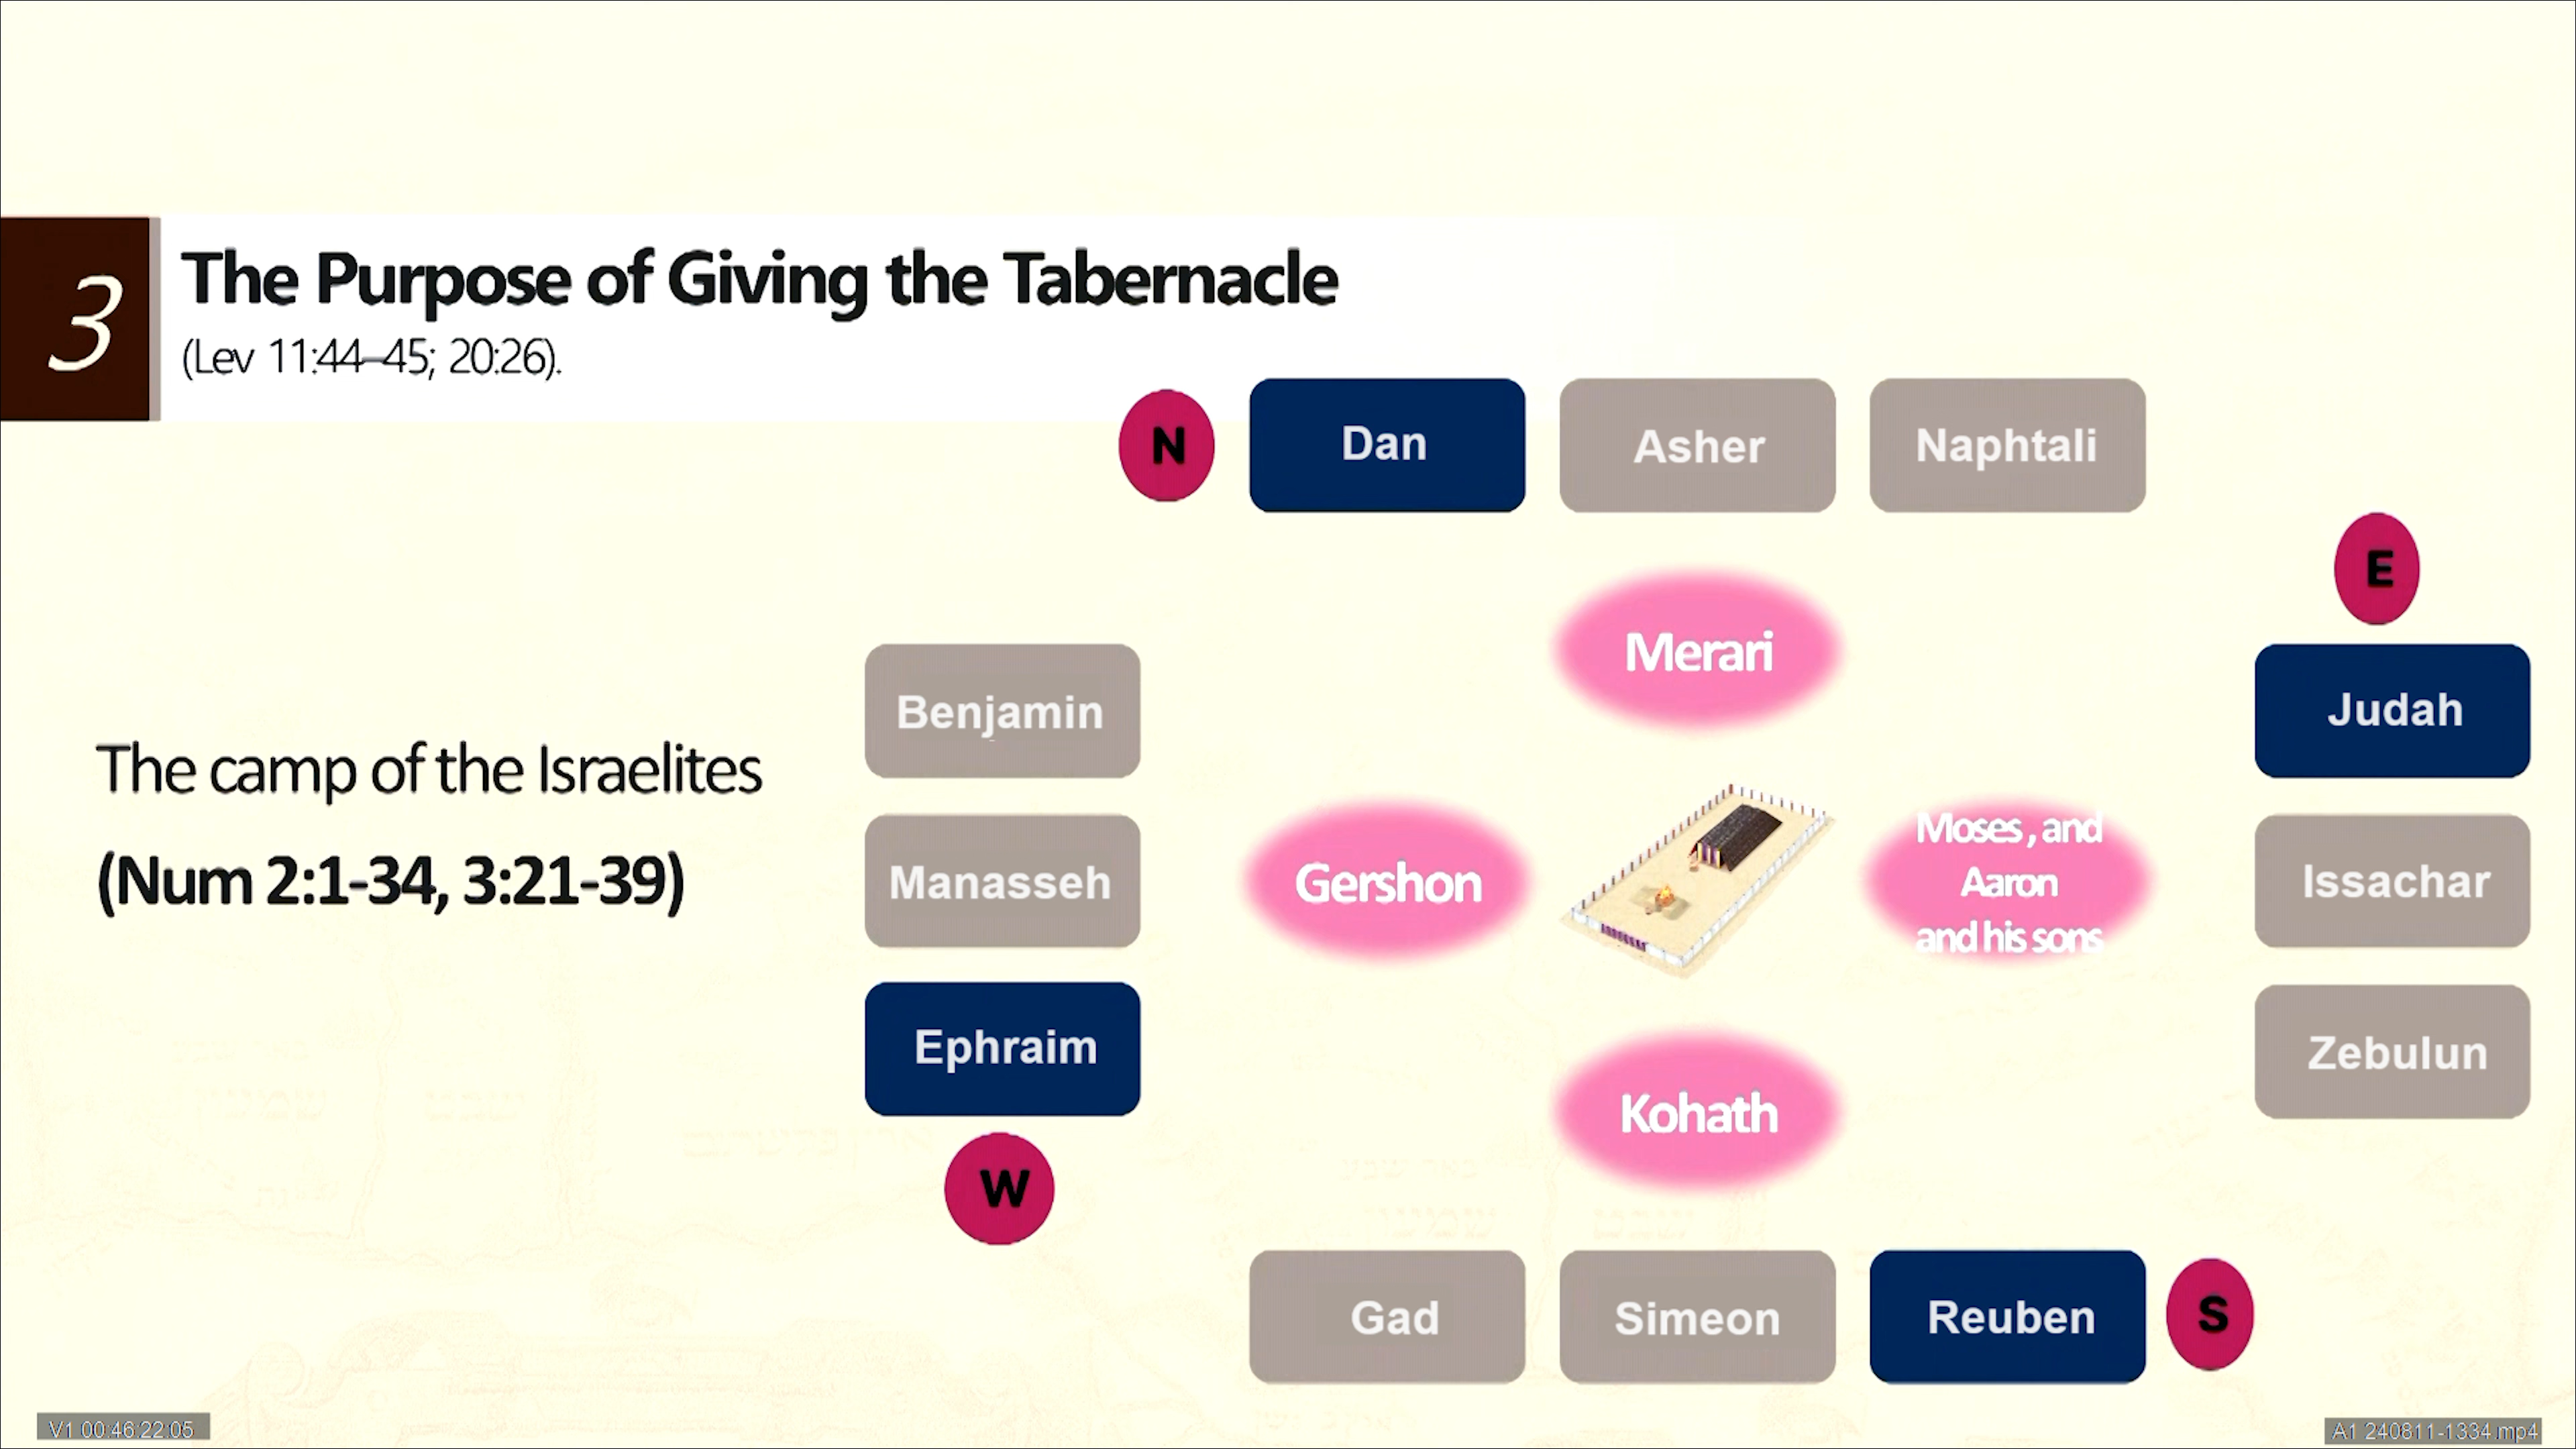 3
The Purpose of Giving the Tabernacle
(Lev 11:44–45; 20:26).
N
Dan
Asher
Naphtali
E
Merari
Benjamin
Judah
The camp of the Israelites
(Num 2:1-34, 3:21-39)
Manasseh
Gershon
Moses , and
Aaron
and his sons
Issachar
Ephraim
Zebulun
Kohath
W
Gad
Simeon
Reuben
S
V1 00:46:22:05
A1 240811-1334.mp4